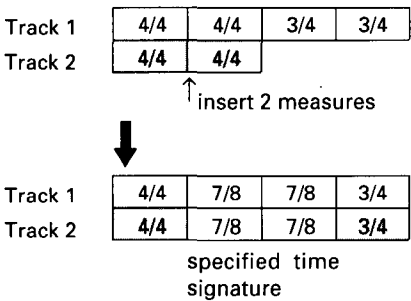 Track 1 4/4 4/4 3/4 3/4
Track 2 4/4 4/4
insert 2 measures
Track 1 4/4 7/8 7/8 3/4
Track 2 4/4 7/8 7/8 3/4
specified time
signature